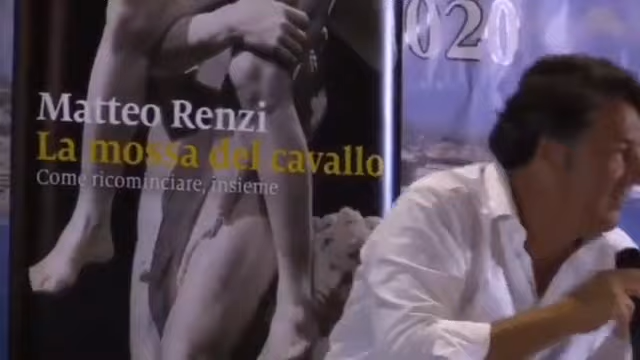 020
Matteo Renzi
La mossa del cavallo
Come ricominciare, insieme